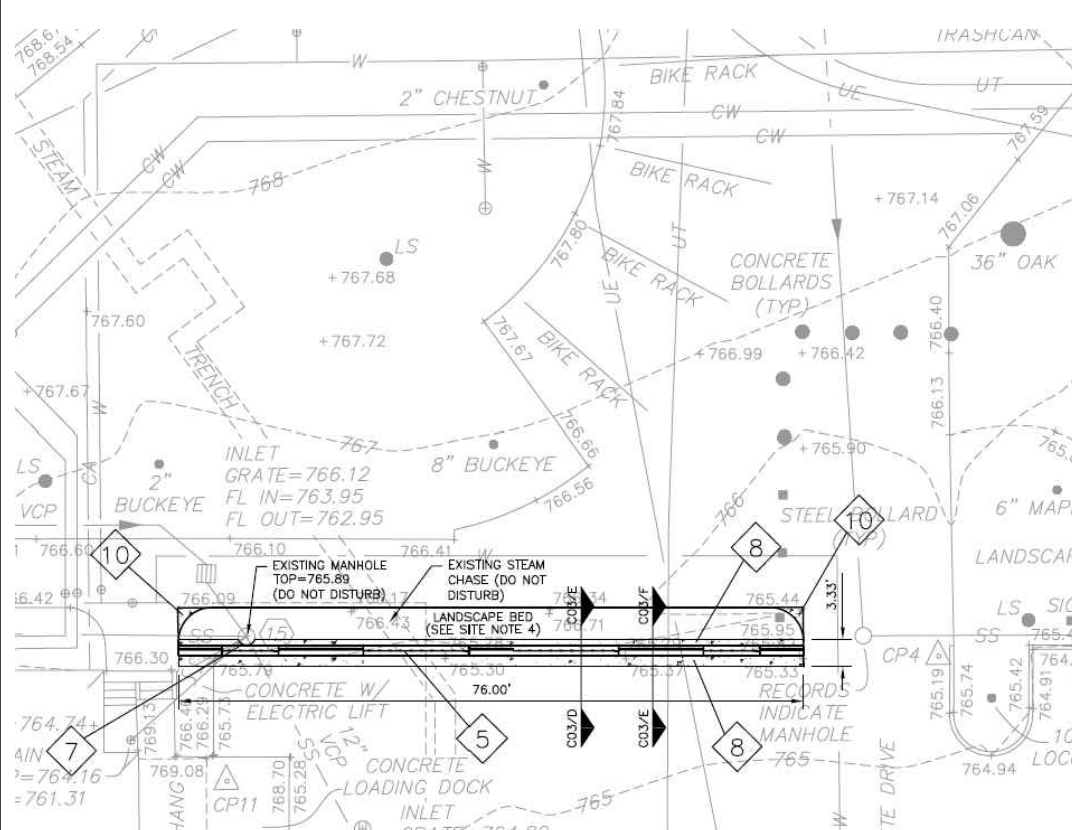 768.67
768.54
W
2" CHESTNUT
BIKE RACK
TRASHCAN
UE
UT
767.84
CW
CW
767.59
STEAM
CW
CW
768
W
BIKE RACK
+767.14
767.06
767.80
UT
LS
+767.68
BIKE RACK
UE
CONCRETE
BOLLARDS
(TYP)
36" OAK
+767.60
+767.72
767.67
BIKE RACK
766.40
+766.99
+766.42
TRENCH
+767.67
W
766.13
767
766.66
INLET
GRATE=766.12
FL IN=763.95
FL OUT=762.95
8" BUCKEYE
+765.90
LS
VCP
CA
2"
BUCKEYE
766.56
766
STEEL BOLLARD
(TYP)
6" MAP
LANDSCAP
766.60
766.10
766.41
W
10
10
8
EXISTING MANHOLE
TOP=765.89
(DO NOT DISTURB)
EXISTING STEAM
CHASE (DO NOT
DISTURB)
C03/E
C03/F
3.33'
766.09
766.43
766.71
765.44
LANDSCAPE BED
(SEE SITE NOTE 4)
765.95
LS
SS
15
SS
766.30
765.79
765.30
765.37
765.33
CP4
76.00'
CONCRETE W/
ELECTRIC LIFT
RECORDS
INDICATE
MANHOLE
765.19
765.74
765.42
764.91
769.13
766.29
765.73
7
5
8
C03/D
C03/E
SS
12"
VCP
764.74+
=764.16
=761.31
769.08
CP11
768.70
765.28
CONCRETE
LOADING DOCK
INLET
765
765
764.94
W